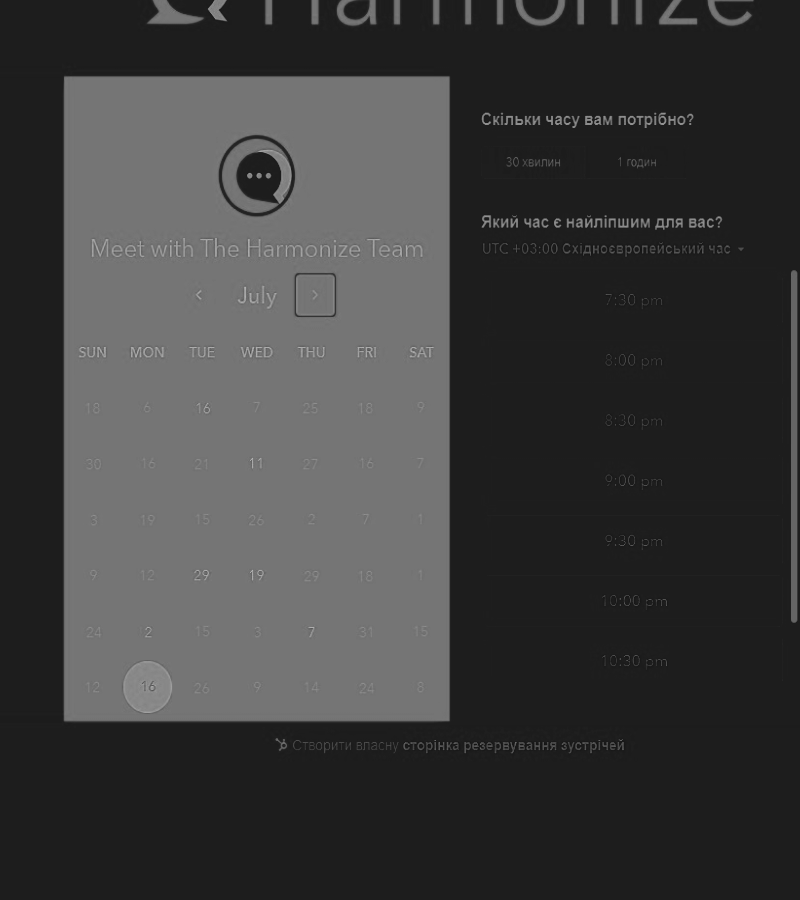 Harmonize
Meet with The Harmonize Team
July
SUN MON TUE WED THU FRI SAT
18 6 16 7 25 18 9
30 16 21 11 27 16 7
3 19 15 26 2 7 1
9 12 29 19 29 18 1
24 2 15 3 7 31 15
12 16 26 9 14 24 8
Скільки часу вам потрібно?
30 хвилин 1 годин
Який час є найліпшим для вас?
UTC +03:00 Східноєвропейський час
7:30 pm
8:00 pm
8:30 pm
9:00 pm
9:30 pm
10:00 pm
10:30 pm
Створити власну сторінка резервування зустрічей